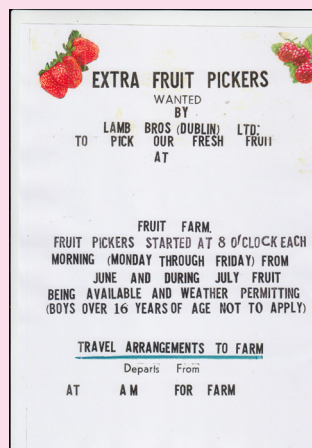 EXTRA FRUIT PICKERS
WANTED
BY
LAMB BROS (DUBLIN) LTD:
TO PICK OUR FRESH FRUIT
AT
FRUIT FARM.
FRUIT PICKERS STARTED AT 8 O'CLOCK EACH
MORNING (MONDAY THROUGH FRIDAY) FROM
JUNE AND DURING JULY FRUIT
BEING AVAILABLE AND WEATHER PERMITTING
(BOYS OVER 16 YEARS OF AGE NOT TO APPLY)
TRAVEL ARRANGEMENTS TO FARM
Departs From
AT AM FOR FARM